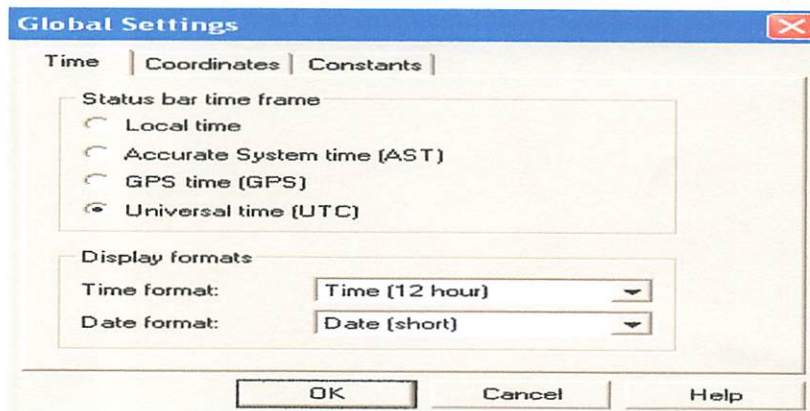 Global Settings
Time Coordinates Constants
Status bar time frame
Local time
Accurate System time (AST)
GPS time (GPS)
Universal time (UTC)
Display formats
Time format: Time (12 hour)
Date format: Date (short)
OK Cancel Help